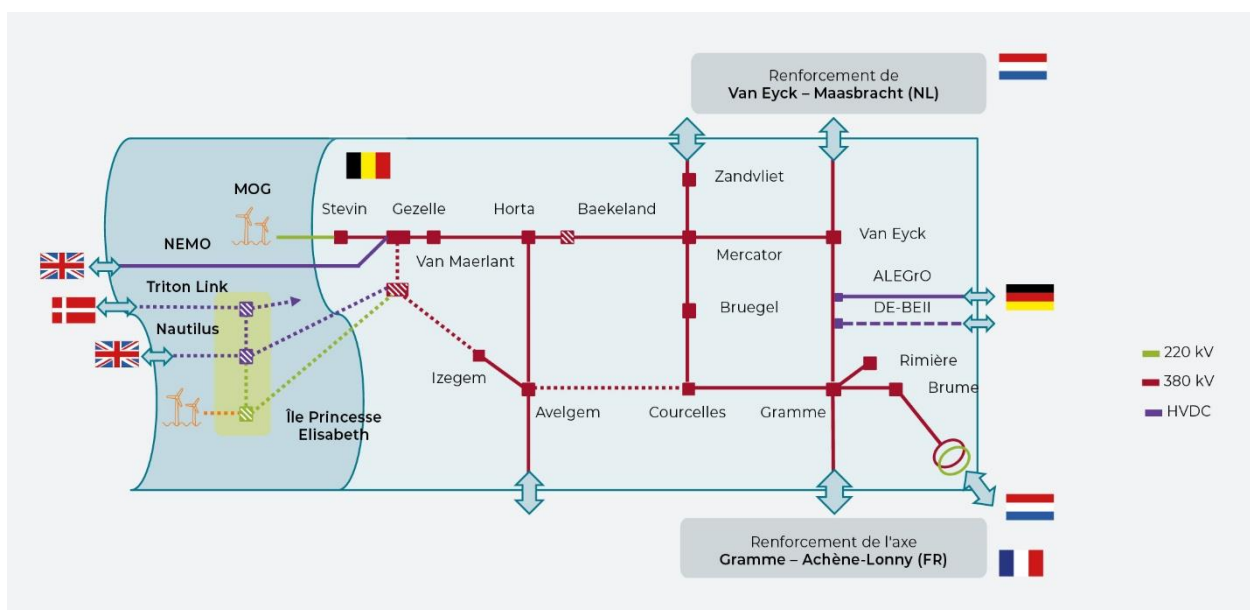 Renforcement de
Van Eyck – Maasbracht (NL)
MOG
Stevin
Gezelle
Horta
Baekeland
Zandvliet
NEMO
Van Maerlant
Mercator
Van Eyck
ALEGrO
Triton Link
DE-BEII
Nautilus
Bruegel
Izegem
Rimière
Brume
220 kV
380 kV
HVDC
Île Princesse
Elisabeth
Avelgem
Courcelles
Gramme
Renforcement de l'axe
Gramme – Achène-Lonny (FR)